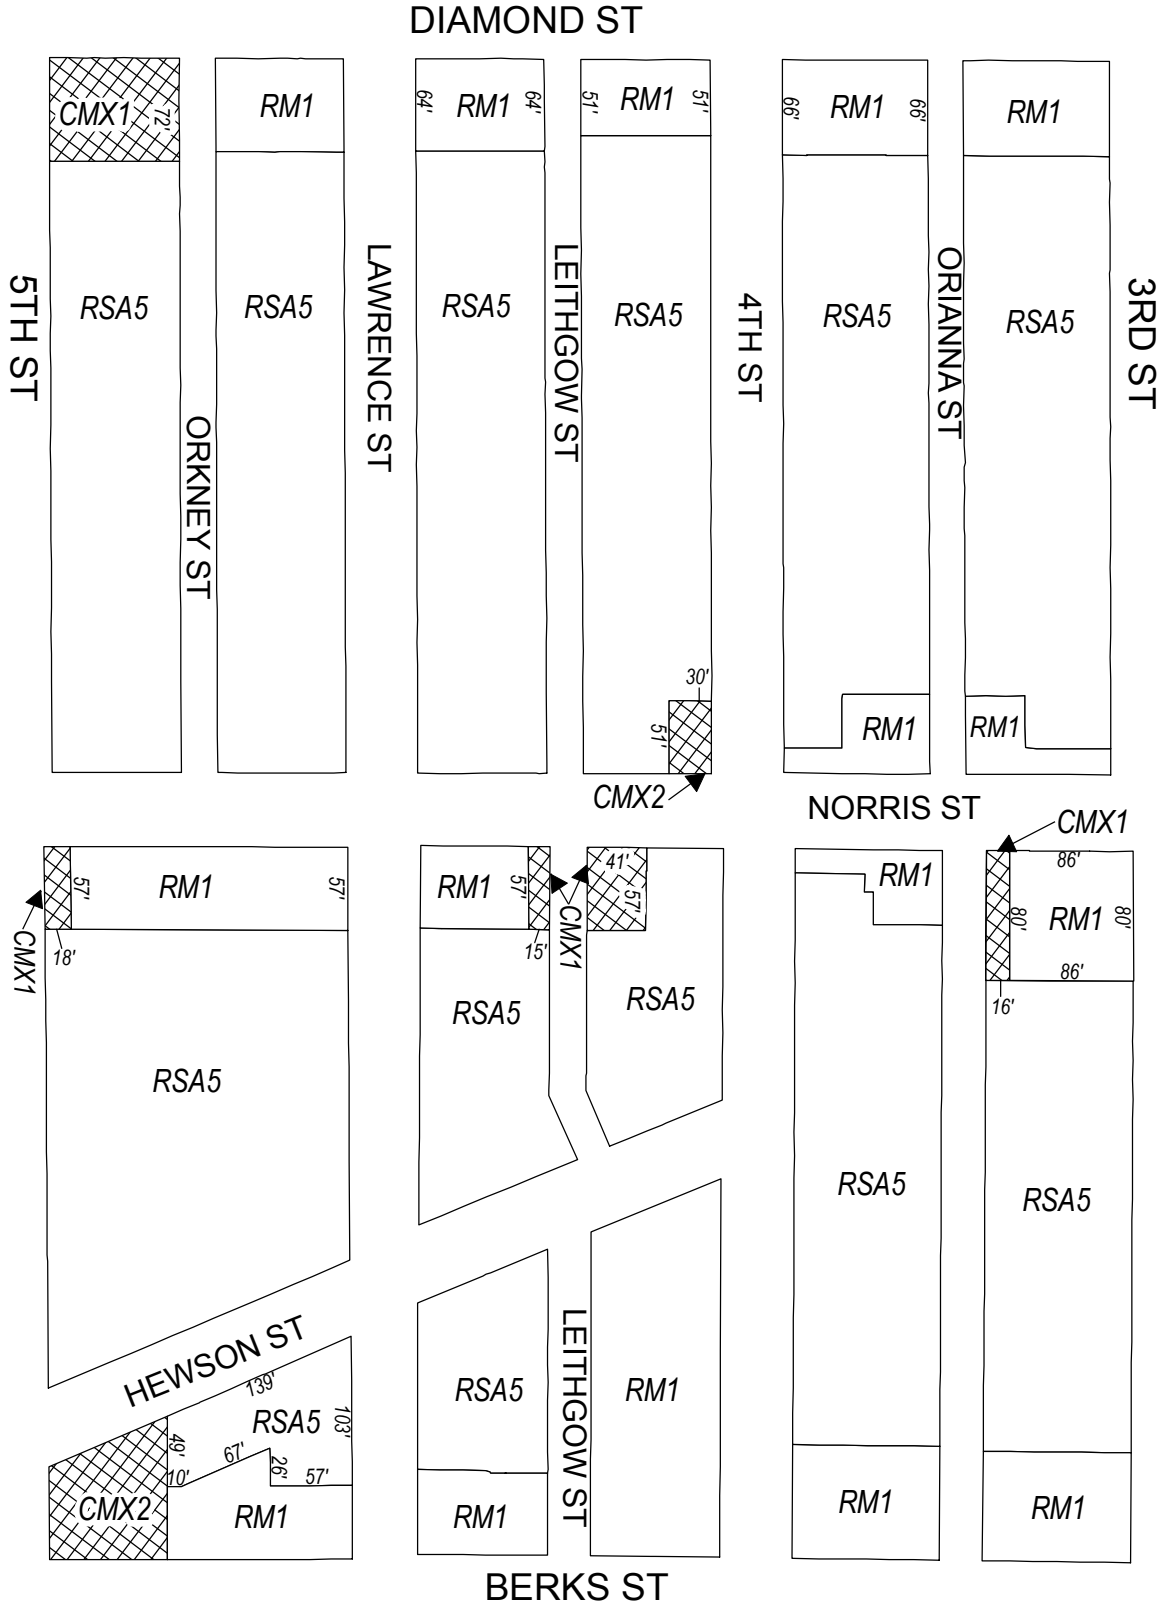 DIAMOND ST
CMX1
72'
RM1
64'
RM1
64'
51'
RM1
51'
66'
RM1
66'
RM1
5TH ST
RSA5
ORKNEY ST
RSA5
LAWRENCE ST
RSA5
LEITHGOW ST
RSA5
4TH ST
RSA5
ORIANNA ST
RSA5
3RD ST
30'
51'
CMX2
RM1
RM1
NORRIS ST
CMX1
57'
RM1
57'
CMX1
18'
RM1
57'
15'
CMX1
41'
57'
RM1
86'
80'
RM1
80'
86'
16'
RSA5
RSA5
RSA5
RSA5
RSA5
HEWSON ST
139'
RSA5
103'
49'
67'
26'
10'
57'
CMX2
RM1
RSA5
RM1
LEITHGOW ST
RM1
RM1
RM1
BERKS ST